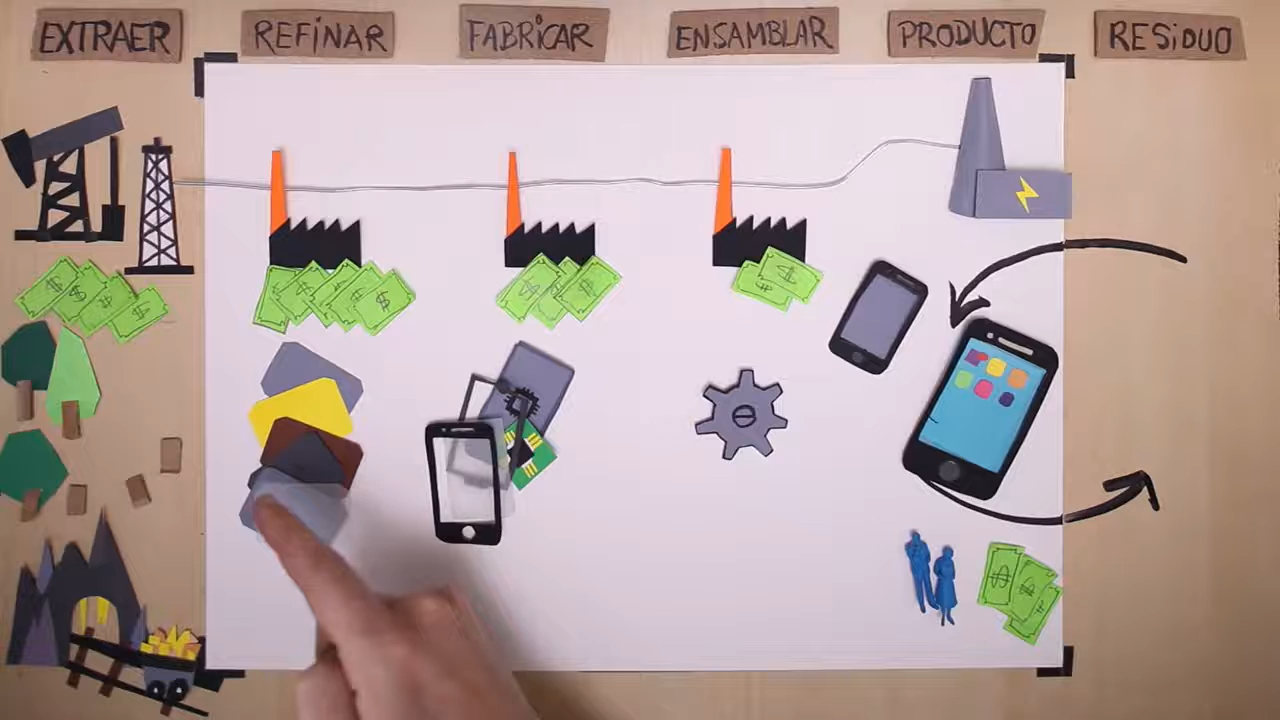 EXTRAER
REFINAR
FABRICAR
ENSAMBLAR
PRODUCTO
RESIDUO